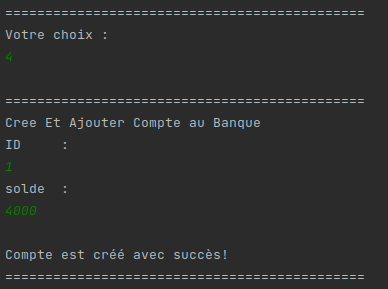 =============================================
Votre choix :
4
=============================================
Cree Et Ajouter Compte au Banque
ID     :
1
solde  :
4000
Compte est créé avec succès!
=============================================